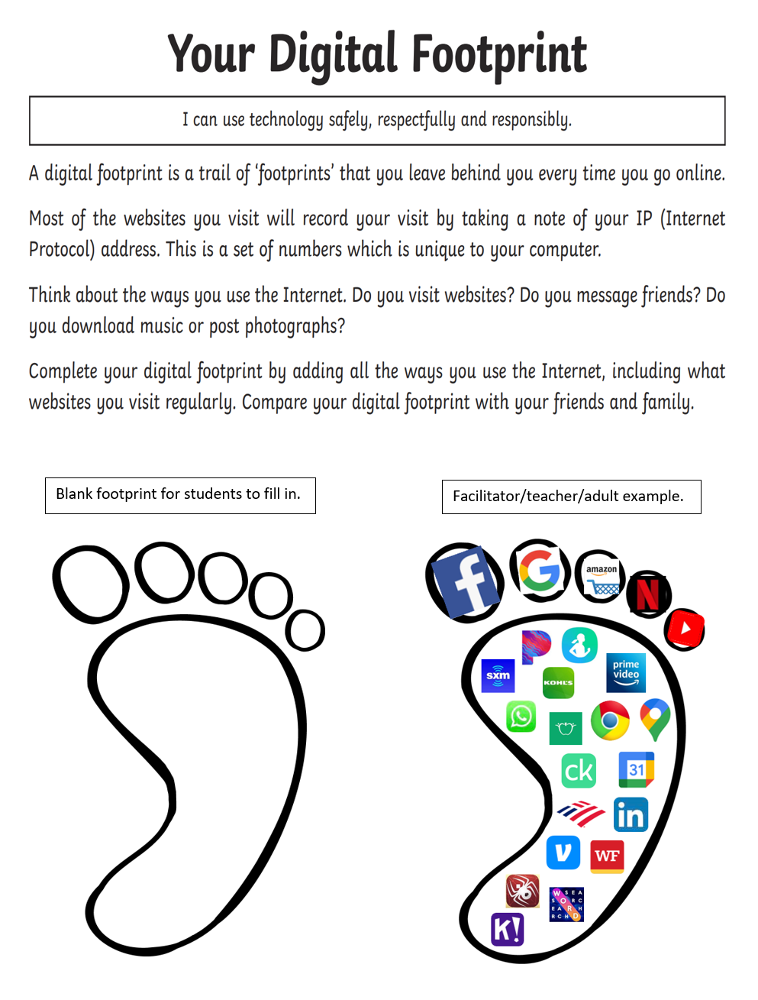 Your Digital Footprint
I can use technology safely, respectfully and responsibly.
A digital footprint is a trail of ‘footprints’ that you leave behind you every time you go online.
Most of the websites you visit will record your visit by taking a note of your IP (Internet
Protocol) address. This is a set of numbers which is unique to your computer.
Think about the ways you use the Internet. Do you visit websites? Do you message friends? Do
you download music or post photographs?
Complete your digital footprint by adding all the ways you use the Internet, including what
websites you visit regularly. Compare your digital footprint with your friends and family.
Blank footprint for students to fill in.
Facilitator/teacher/adult example.
f
G
amazon
N
P
sxm
KOHL'S
prime
video
ck
31
in
V
WF
WSEA
SORC
EARH
RCHD
K!